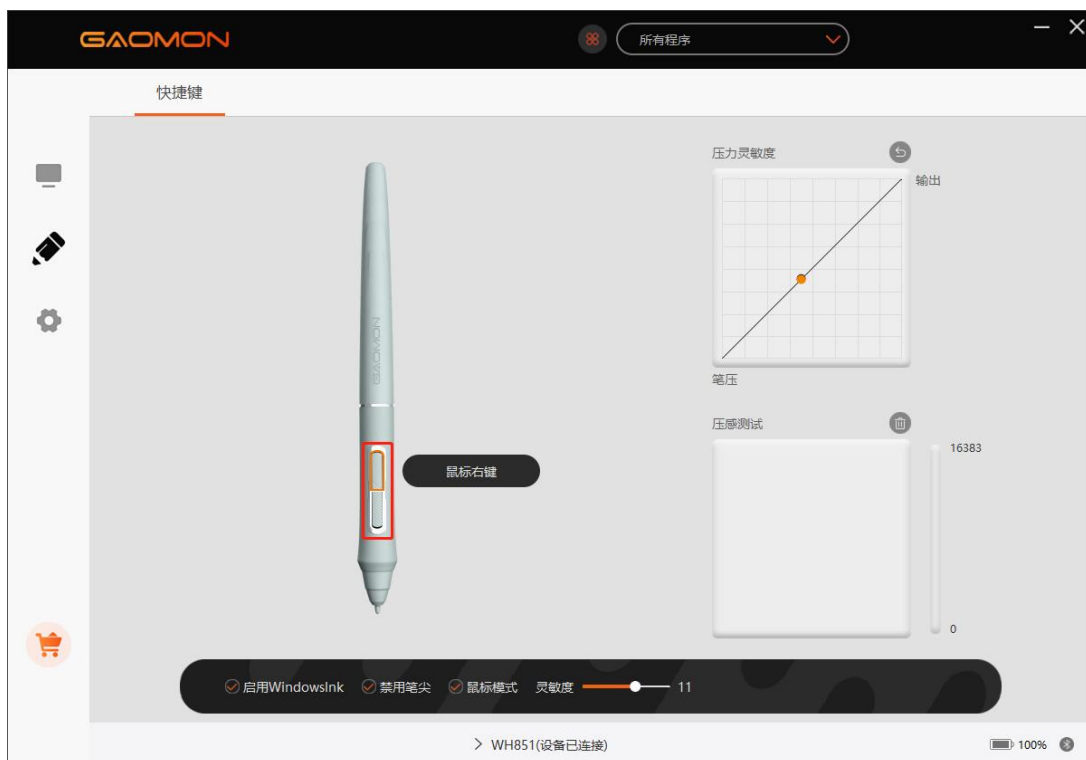 GAOMON
所有程序
快捷键
压力灵敏度
输出
GAOMON
鼠标右键
笔压
压感测试
16383
0
启用WindowsInk 禁用笔尖 鼠标模式 灵敏度 11
WH851(设备已连接)
100%